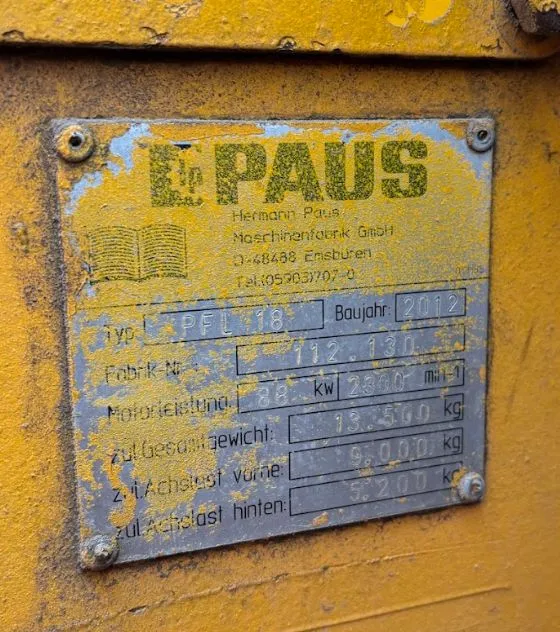 PAUS
Hermann Paus
Maschinenfabrik GmbH
D-48488 Emsbüren
Tel.(05903)707-0
Typ PFL 18 Baujahr: 2012
Fabrik-Nr.: 112.130
Motorleistung: 88 kW 2300 min-1
zul.Gesamtgewicht: 13.500 kg
zul.Achslast vorne: 9.000 kg
zul.Achslast hinten: 5.200 kg